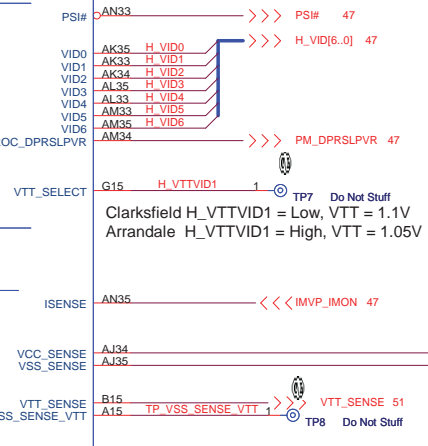 PSI# AN33 PSI# 47
VID0 AK35 H_VID0 H_VID[6..0] 47
VID1 AK33 H_VID1
VID2 AK34 H_VID2
VID3 AL35 H_VID3
VID4 AL33 H_VID4
VID5 AM33 H_VID5
VID6 AM35 H_VID6
OC_DPRSLPVR AM34 PM_DPRSLPVR 47
VTT_SELECT G15 H_VTTVID1 1 TP7 Do Not Stuff
Clarksfield H_VTTVID1 = Low, VTT = 1.1V
Arrandale H_VTTVID1 = High, VTT = 1.05V
ISENSE AN35 IMVP_IMON 47
VCC_SENSE AJ34
VSS_SENSE AJ35
VTT_SENSE B15 VTT_SENSE 51
SS_SENSE_VTT A15 TP_VSS_SENSE_VTT 1 TP8 Do Not Stuff